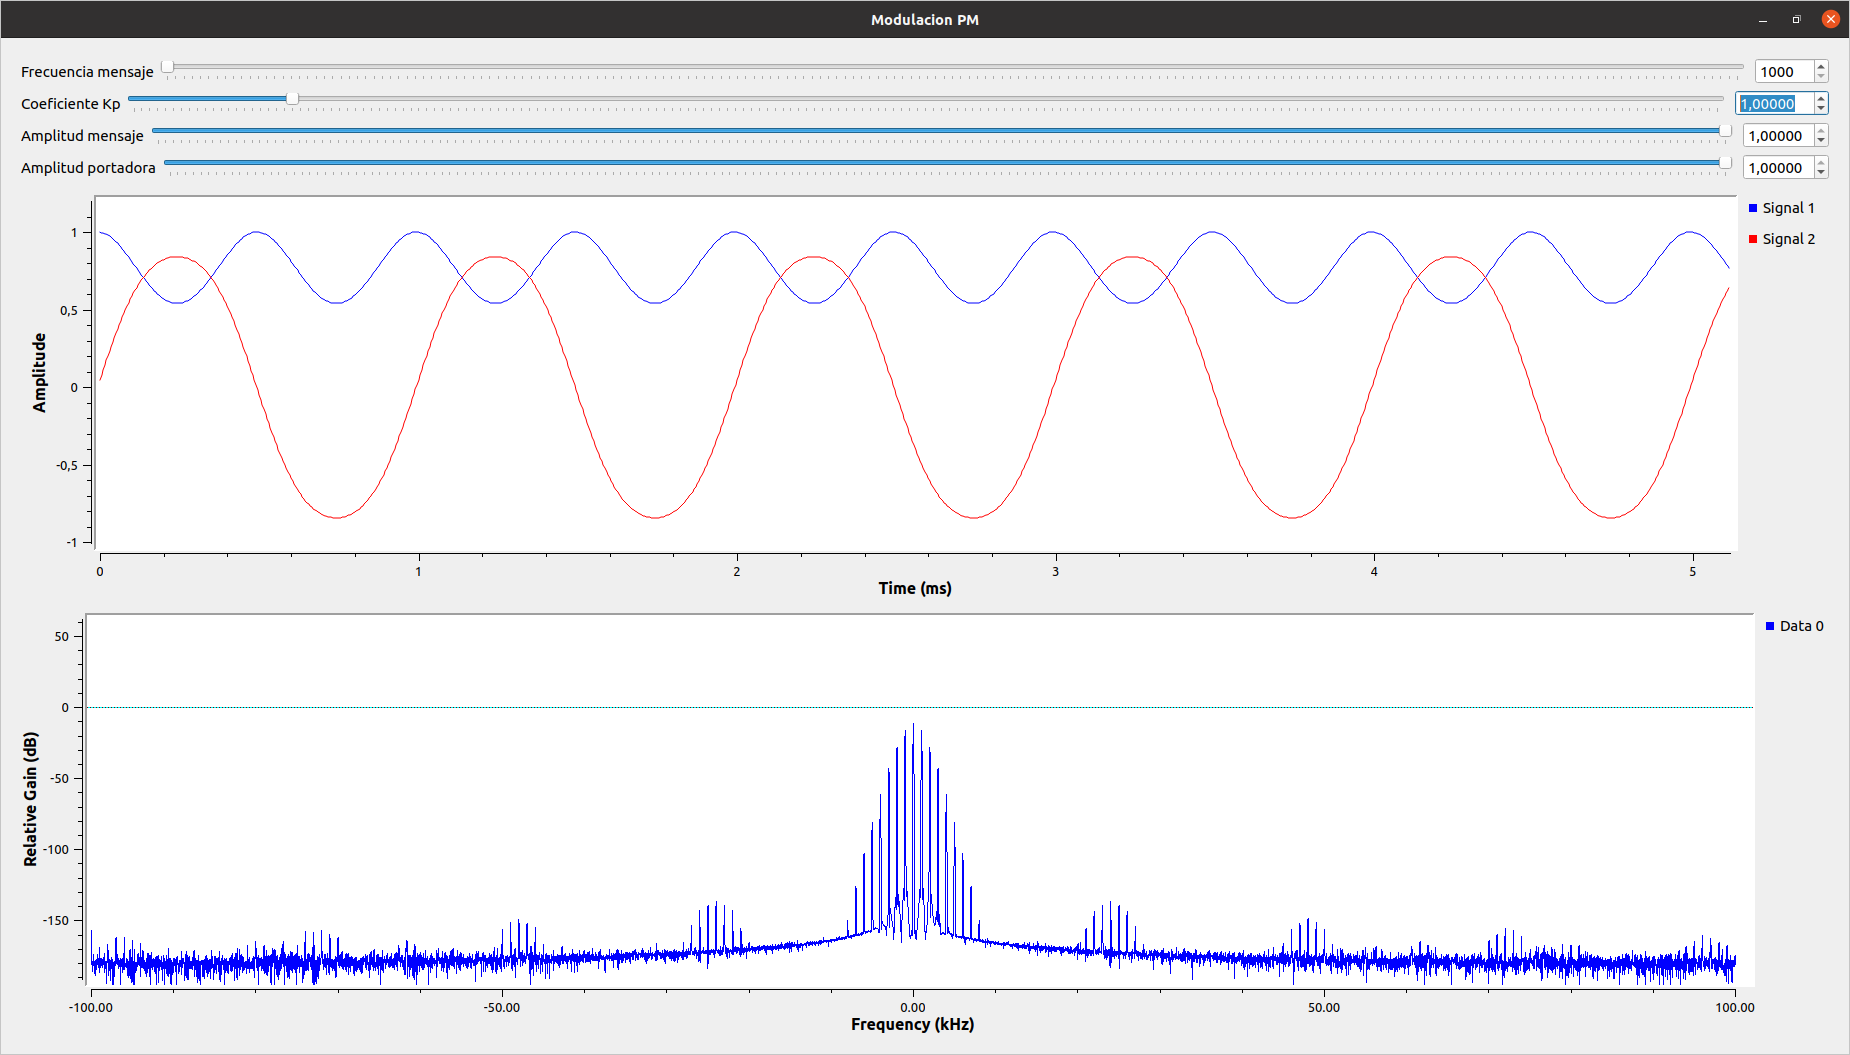 Modulacion PM
Frecuencia mensaje 1000
Coeficiente Kp 1,00000
Amplitud mensaje 1,00000
Amplitud portadora 1,00000
Signal 1
Signal 2
Amplitude
1
0,5
0
-0,5
-1
0 1 2 3 4 5
Time (ms)
Data 0
Relative Gain (dB)
50
0
-50
-100
-150
-100.00 -50.00 0.00 50.00 100.00
Frequency (kHz)